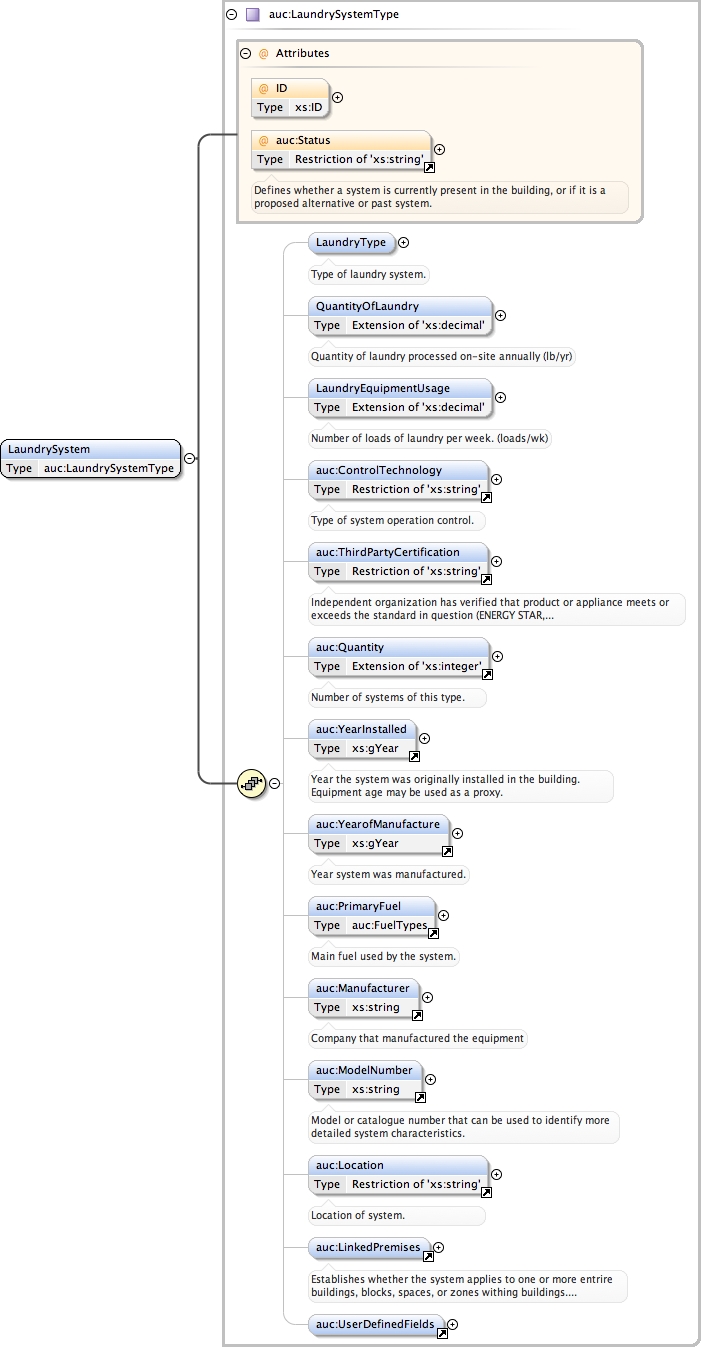 auc:LaundrySystemType
@ Attributes
@ ID
Type xs:ID
@ auc:Status
Type Restriction of 'xs:string'
Defines whether a system is currently present in the building, or if it is a
proposed alternative or past system.
LaundryType
Type of laundry system.
QuantityOfLaundry
Type Extension of 'xs:decimal'
Quantity of laundry processed on-site annually (lb/yr)
LaundryEquipmentUsage
Type Extension of 'xs:decimal'
Number of loads of laundry per week. (loads/wk)
LaundrySystem
Type auc:LaundrySystemType
auc:ControlTechnology
Type Restriction of 'xs:string'
Type of system operation control.
auc:ThirdPartyCertification
Type Restriction of 'xs:string'
Independent organization has verified that product or appliance meets or
exceeds the standard in question (ENERGY STAR,...
auc:Quantity
Type Extension of 'xs:integer'
Number of systems of this type.
auc:YearInstalled
Type xs:gYear
Year the system was originally installed in the building.
Equipment age may be used as a proxy.
auc:YearofManufacture
Type xs:gYear
Year system was manufactured.
auc:PrimaryFuel
Type auc:FuelTypes
Main fuel used by the system.
auc:Manufacturer
Type xs:string
Company that manufactured the equipment
auc:ModelNumber
Type xs:string
Model or catalogue number that can be used to identify more
detailed system characteristics.
auc:Location
Type Restriction of 'xs:string'
Location of system.
auc:LinkedPremises
Establishes whether the system applies to one or more entrire
buildings, blocks, spaces, or zones withing buildings....
auc:UserDefinedFields